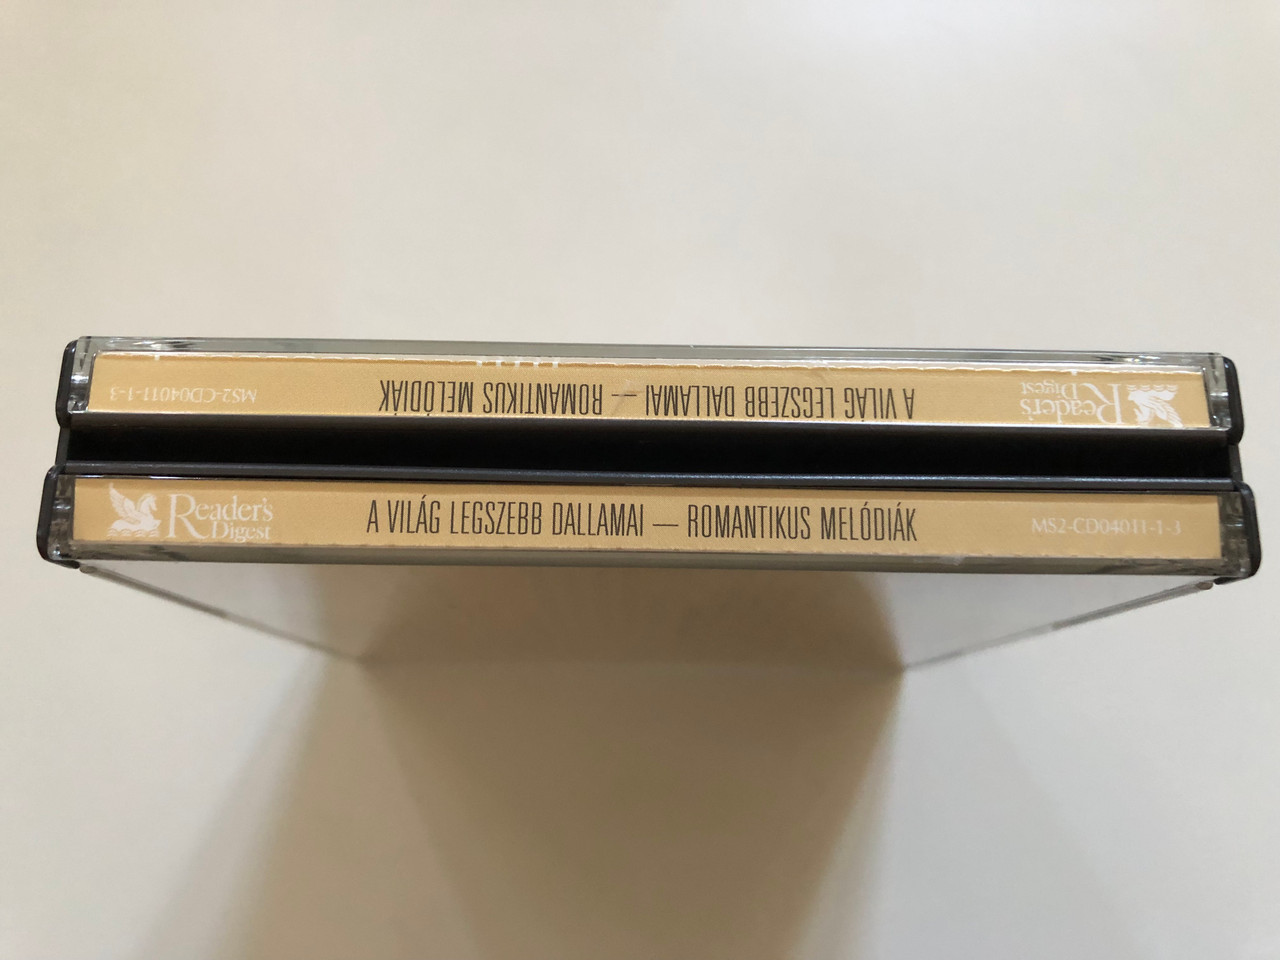 A VILÁG LEGSZEBB DALLAMAI — ROMANTIKUS MELÓDIÁK
Reader's
Digest
MS2-CD04011-1-3
Reader's
Digest
A VILÁG LEGSZEBB DALLAMAI — ROMANTIKUS MELÓDIÁK
MS2-CD04011-1-3